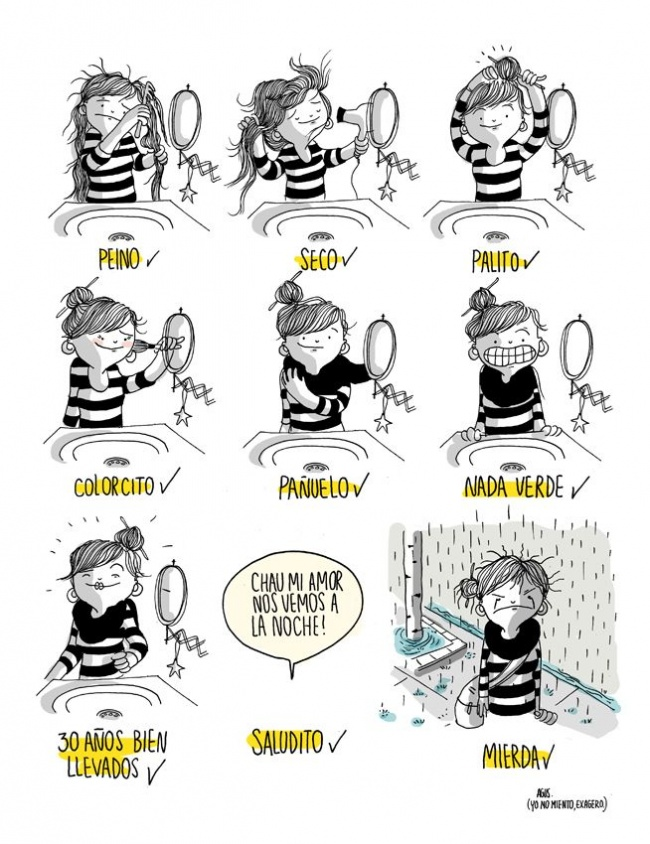 PEINO ✓
SECO ✓
PALITO ✓
COLORCITO ✓
PAÑUELO ✓
NADA VERDE ✓
30 AÑOS BIEN
LLEVADOS ✓
CHAU MI AMOR
NOS VEMOS A
LA NOCHE!
SALUDITO ✓
MIERDA ✓
AGUS.
(YO NO MIENTO, EXAGERO.)